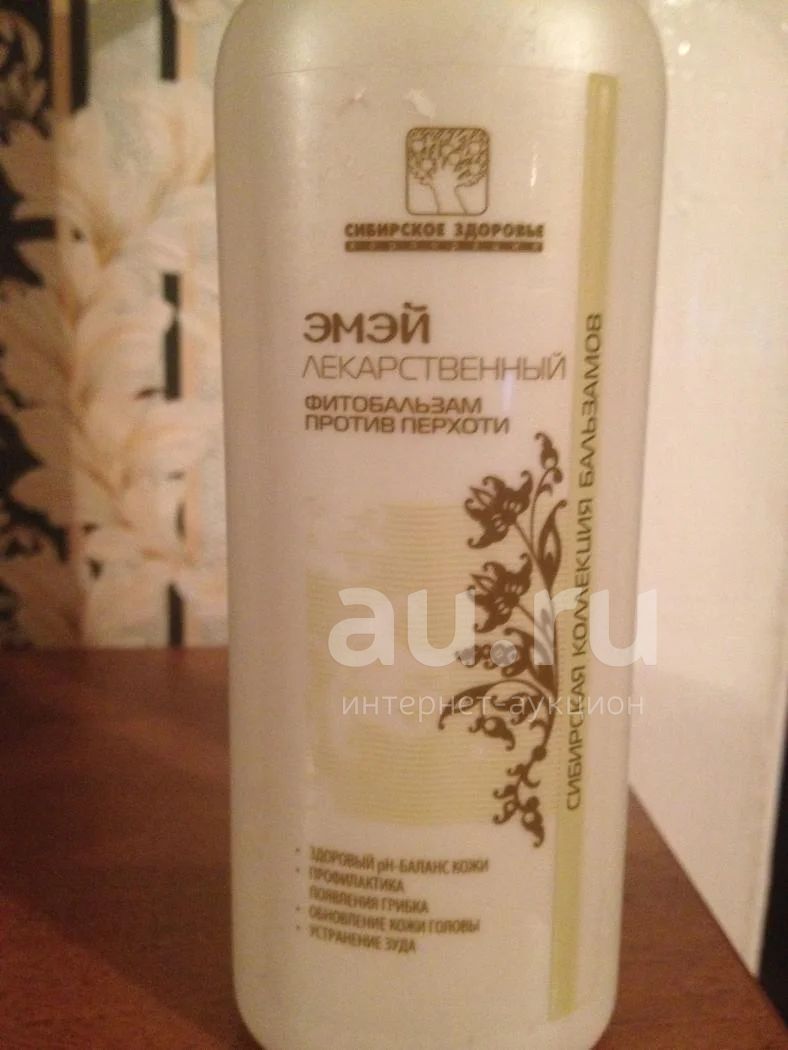 СИБИРСКОЕ ЗДОРОВЬЕ
КОРПОРАЦИЯ
ЭМЭЙ
ЛЕКАРСТВЕННЫЙ
ФИТОБАЛЬЗАМ
ПРОТИВ ПЕРХОТИ
СИБИРСКАЯ КОЛЛЕКЦИЯ БАЛЬЗАМОВ
au.ru
интернет-аукцион
• ЗДОРОВЫЙ pH-БАЛАНС КОЖИ
• ПРОФИЛАКТИКА
ПОЯВЛЕНИЯ ГРИБКА
• ОБНОВЛЕНИЕ КОЖИ ГОЛОВЫ
• УСТРАНЕНИЕ ЗУДА